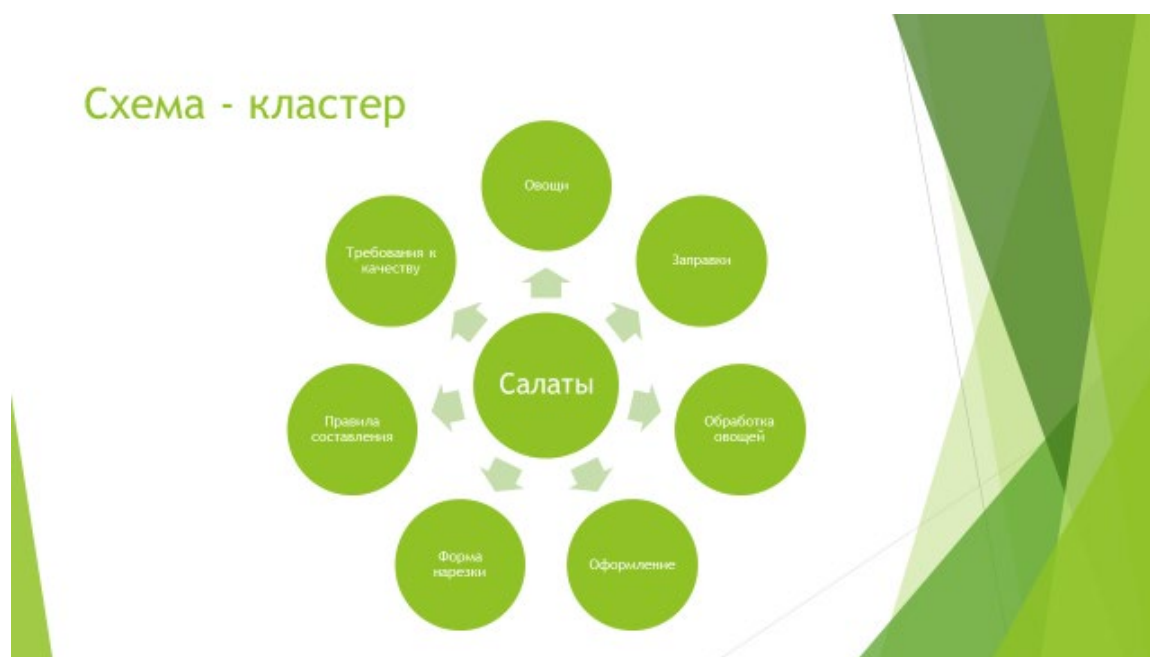 Схема - кластер
Овощи
Заправки
Обработка
овощей
Оформление
Форма
нарезки
Правила
составления
Требования к
качеству
Салаты